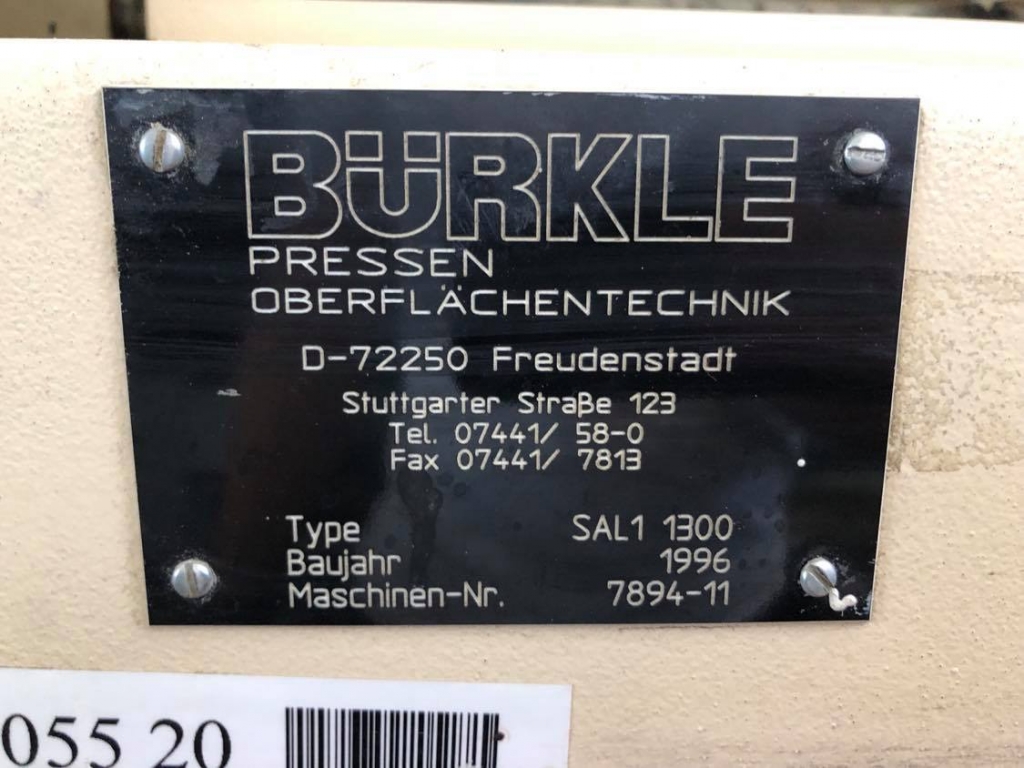 BÜRKLE
PRESSEN
OBERFLÄCHENTECHNIK
D-72250 Freudenstadt
Stuttgarter Straße 123
Tel. 07441/ 58-0
Fax 07441/ 7813
Type SAL1 1300
Baujahr 1996
Maschinen-Nr. 7894-11
055 20